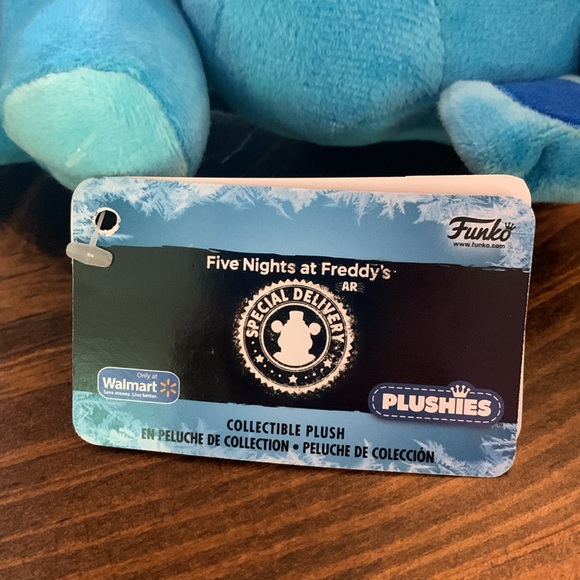 Funko
www.funko.com
Five Nights at Freddy's
AR
SPECIAL DELIVERY
Only at
Walmart
Save money. Live better.
PLUSHIES
COLLECTIBLE PLUSH
EN PELUCHE DE COLLECTION • PELUCHE DE COLECCIÓN